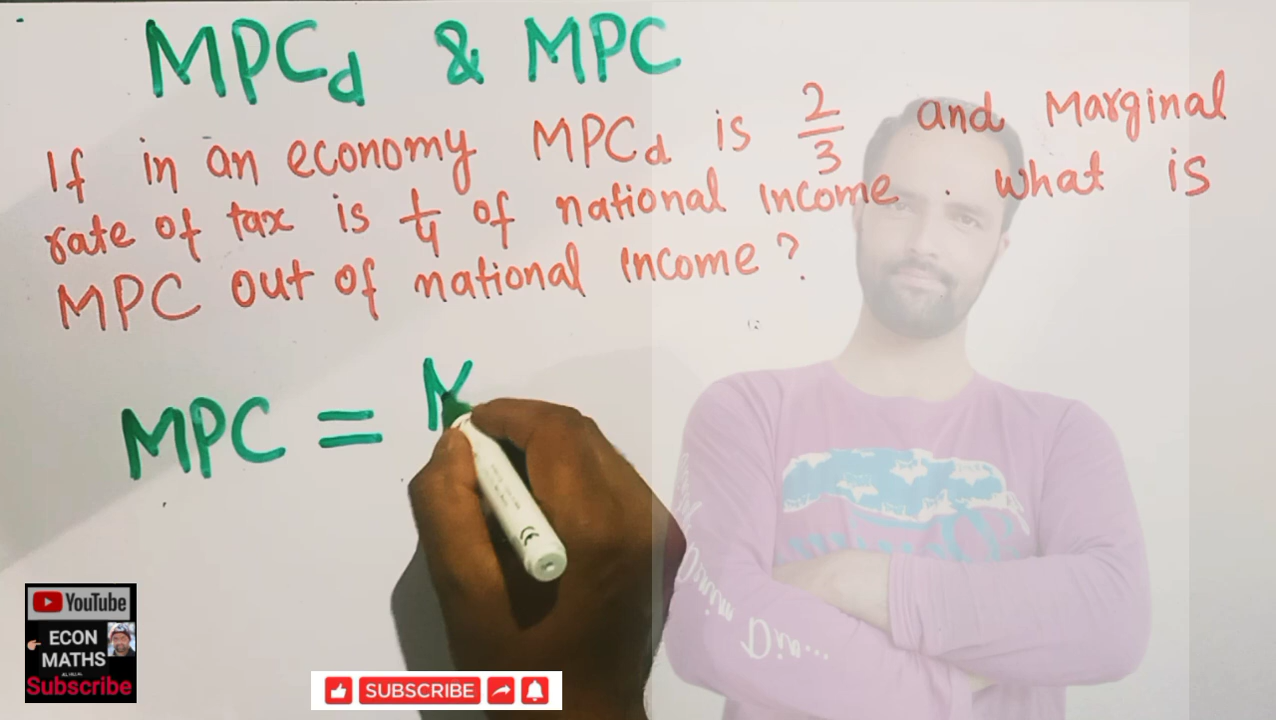 MPCd & MPC
If in an economy MPCd is 2/3 and Marginal
rate of tax is 1/4 of national income. what is
MPC out of national income?
MPC =
YouTube
ECON
MATHS
Subscribe
SUBSCRIBE